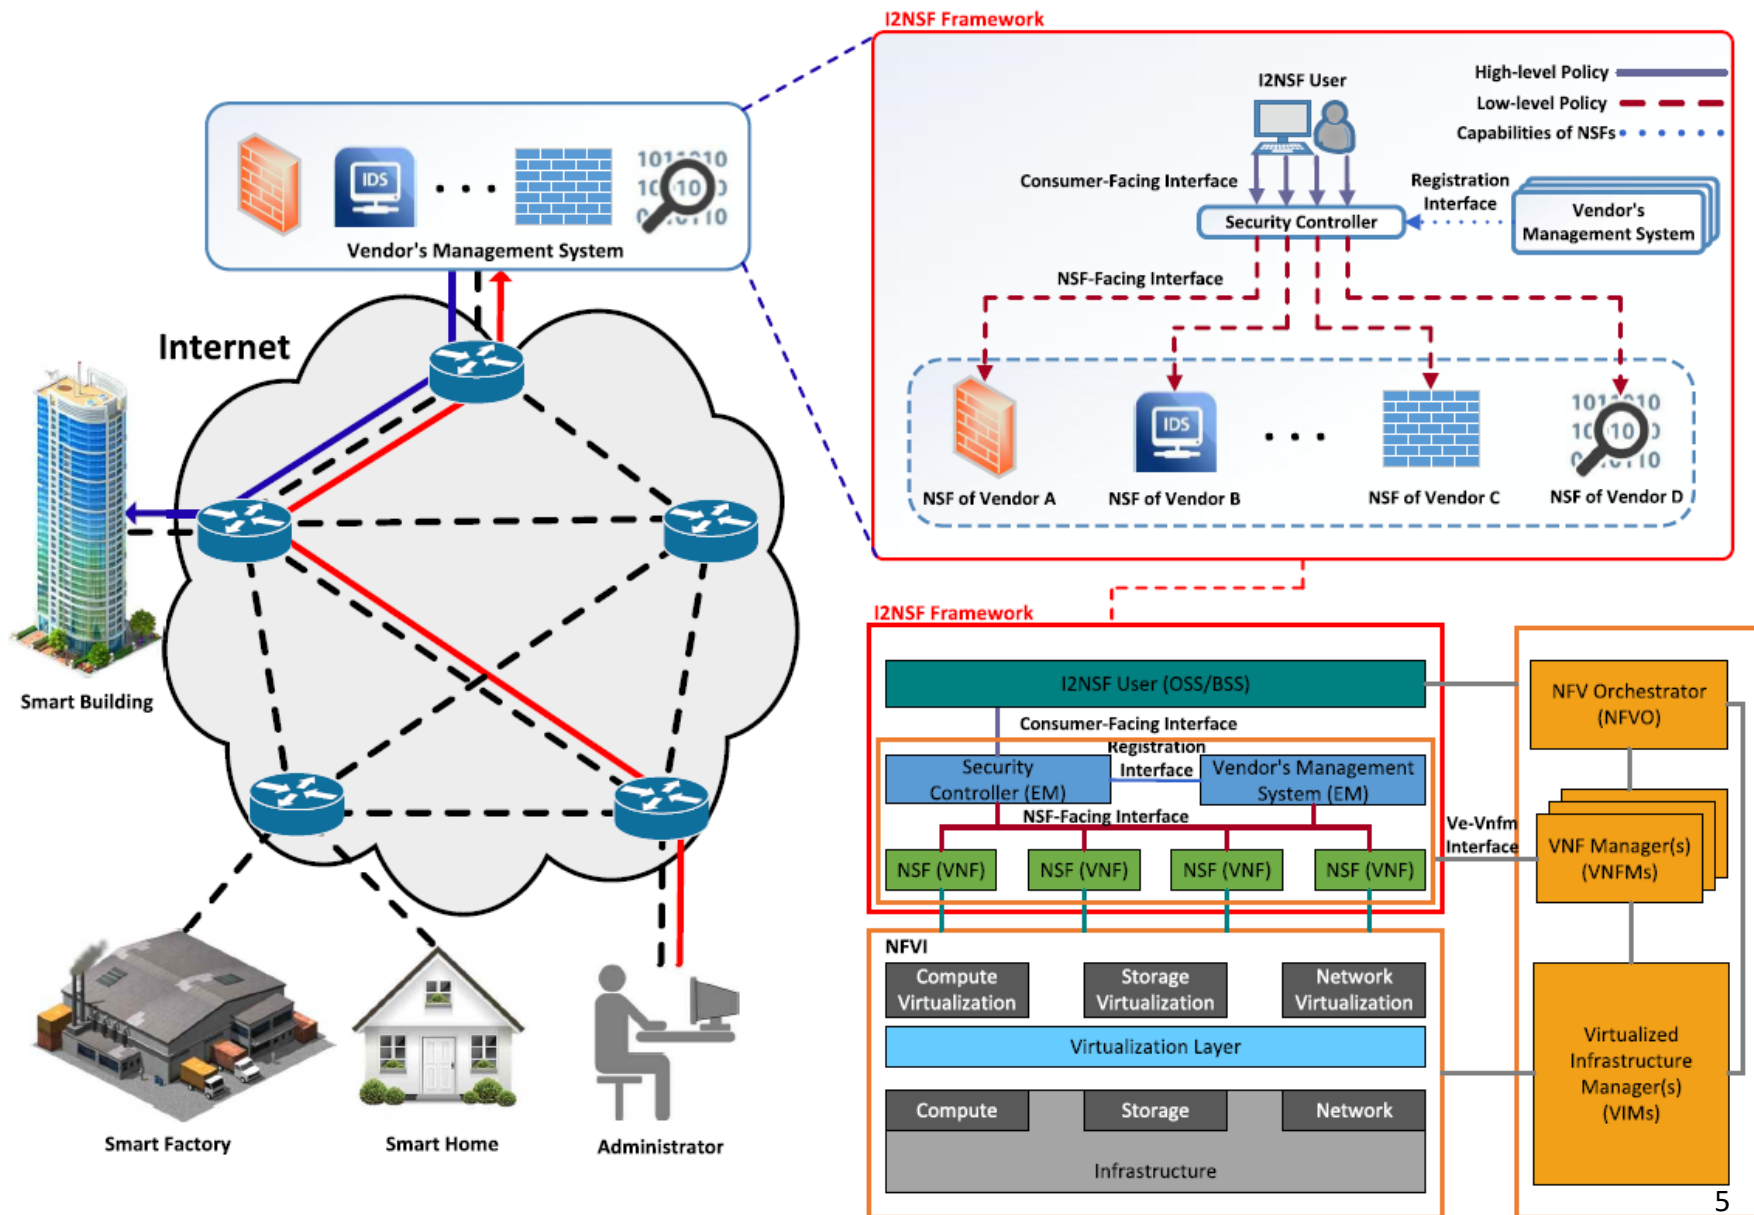 I2NSF Framework
I2NSF User
High-level Policy
Low-level Policy
Capabilities of NSFs
Consumer-Facing Interface
Registration
Interface
Security Controller
Vendor's
Management System
NSF-Facing Interface
IDS
NSF of Vendor A
NSF of Vendor B
NSF of Vendor C
NSF of Vendor D
IDS
Vendor's Management System
Internet
Smart Building
Smart Factory
Smart Home
Administrator
I2NSF Framework
I2NSF User (OSS/BSS)
Consumer-Facing Interface
Registration
Interface
Security
Controller (EM)
Vendor's Management
System (EM)
NSF-Facing Interface
NSF (VNF)
NSF (VNF)
NSF (VNF)
NSF (VNF)
Ve-Vnfm
Interface
NFV Orchestrator
(NFVO)
VNF Manager(s)
(VNFMs)
Virtualized
Infrastructure
Manager(s)
(VIMs)
NFVI
Compute
Virtualization
Storage
Virtualization
Network
Virtualization
Virtualization Layer
Compute
Storage
Network
Infrastructure
5